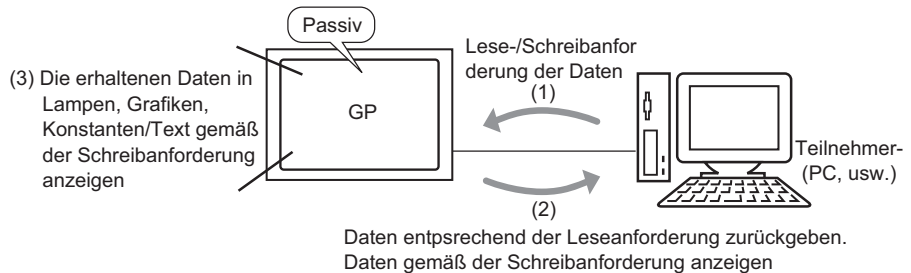 Passiv
GP
Lese-/Schreibanfor
derung der Daten
(1)
(3) Die erhaltenen Daten in
Lampen, Grafiken,
Konstanten/Text gemäß
der Schreibanforderung
anzeigen
Teilnehmer-
(PC, usw.)
(2)
Daten entpsrechend der Leseanforderung zurückgeben.
Daten gemäß der Schreibanforderung anzeigen